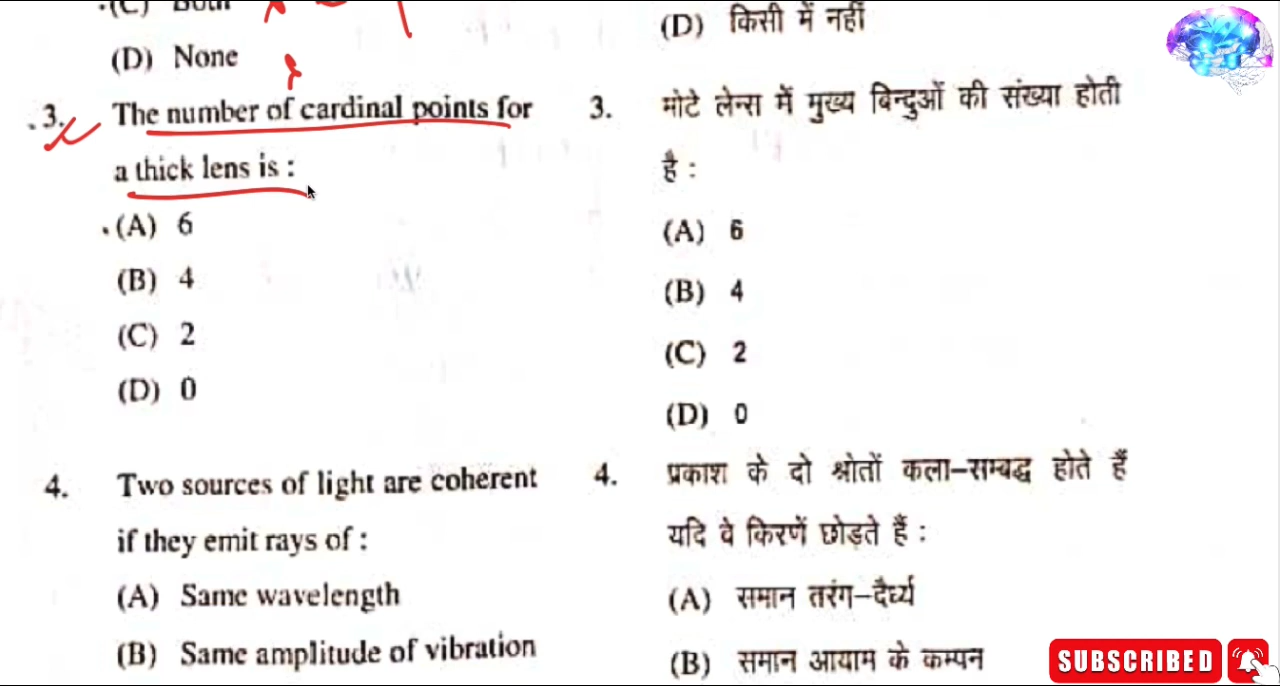 (C) Both
(D) None
3. The number of cardinal points for
a thick lens is :
(A) 6
(B) 4
(C) 2
(D) 0
4. Two sources of light are coherent
if they emit rays of :
(A) Same wavelength
(B) Same amplitude of vibration
(D) किसी में नहीं
3. मोटे लेन्स में मुख्य बिन्दुओं की संख्या होती
है :
(A) 6
(B) 4
(C) 2
(D) 0
4. प्रकाश के दो श्रोतों कला–सम्बद्ध होते हैं
यदि वे किरणें छोड़ते हैं :
(A) समान तरंग–दैर्ध्य
(B) समान आयाम के कम्पन
SUBSCRIBED